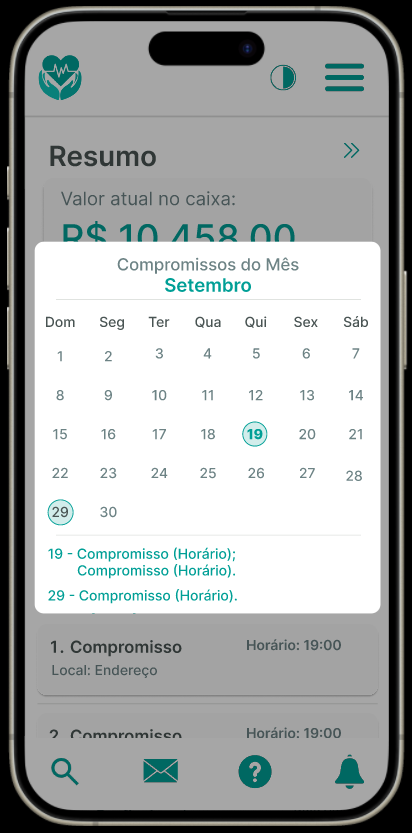 Resumo
Valor atual no caixa:
R$ 10.458,00
Compromissos do Mês
Setembro
Dom Seg Ter Qua Qui Sex Sáb
1 2 3 4 5 6 7
8 9 10 11 12 13 14
15 16 17 18 19 20 21
22 23 24 25 26 27 28
29 30
19 - Compromisso (Horário);
Compromisso (Horário).
29 - Compromisso (Horário).
1. Compromisso Horário: 19:00
Local: Endereço
2. Compromisso Horário: 19:00
?